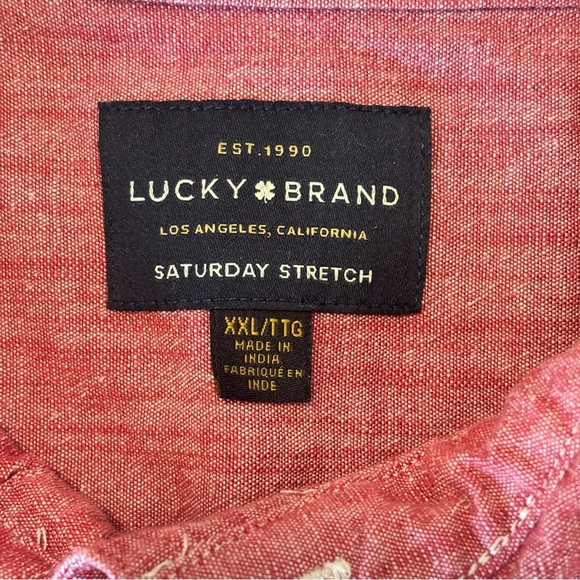 EST.1990
LUCKY BRAND
LOS ANGELES, CALIFORNIA
SATURDAY STRETCH
XXL/TTG
MADE IN
INDIA
FABRIQUÉ EN
INDE